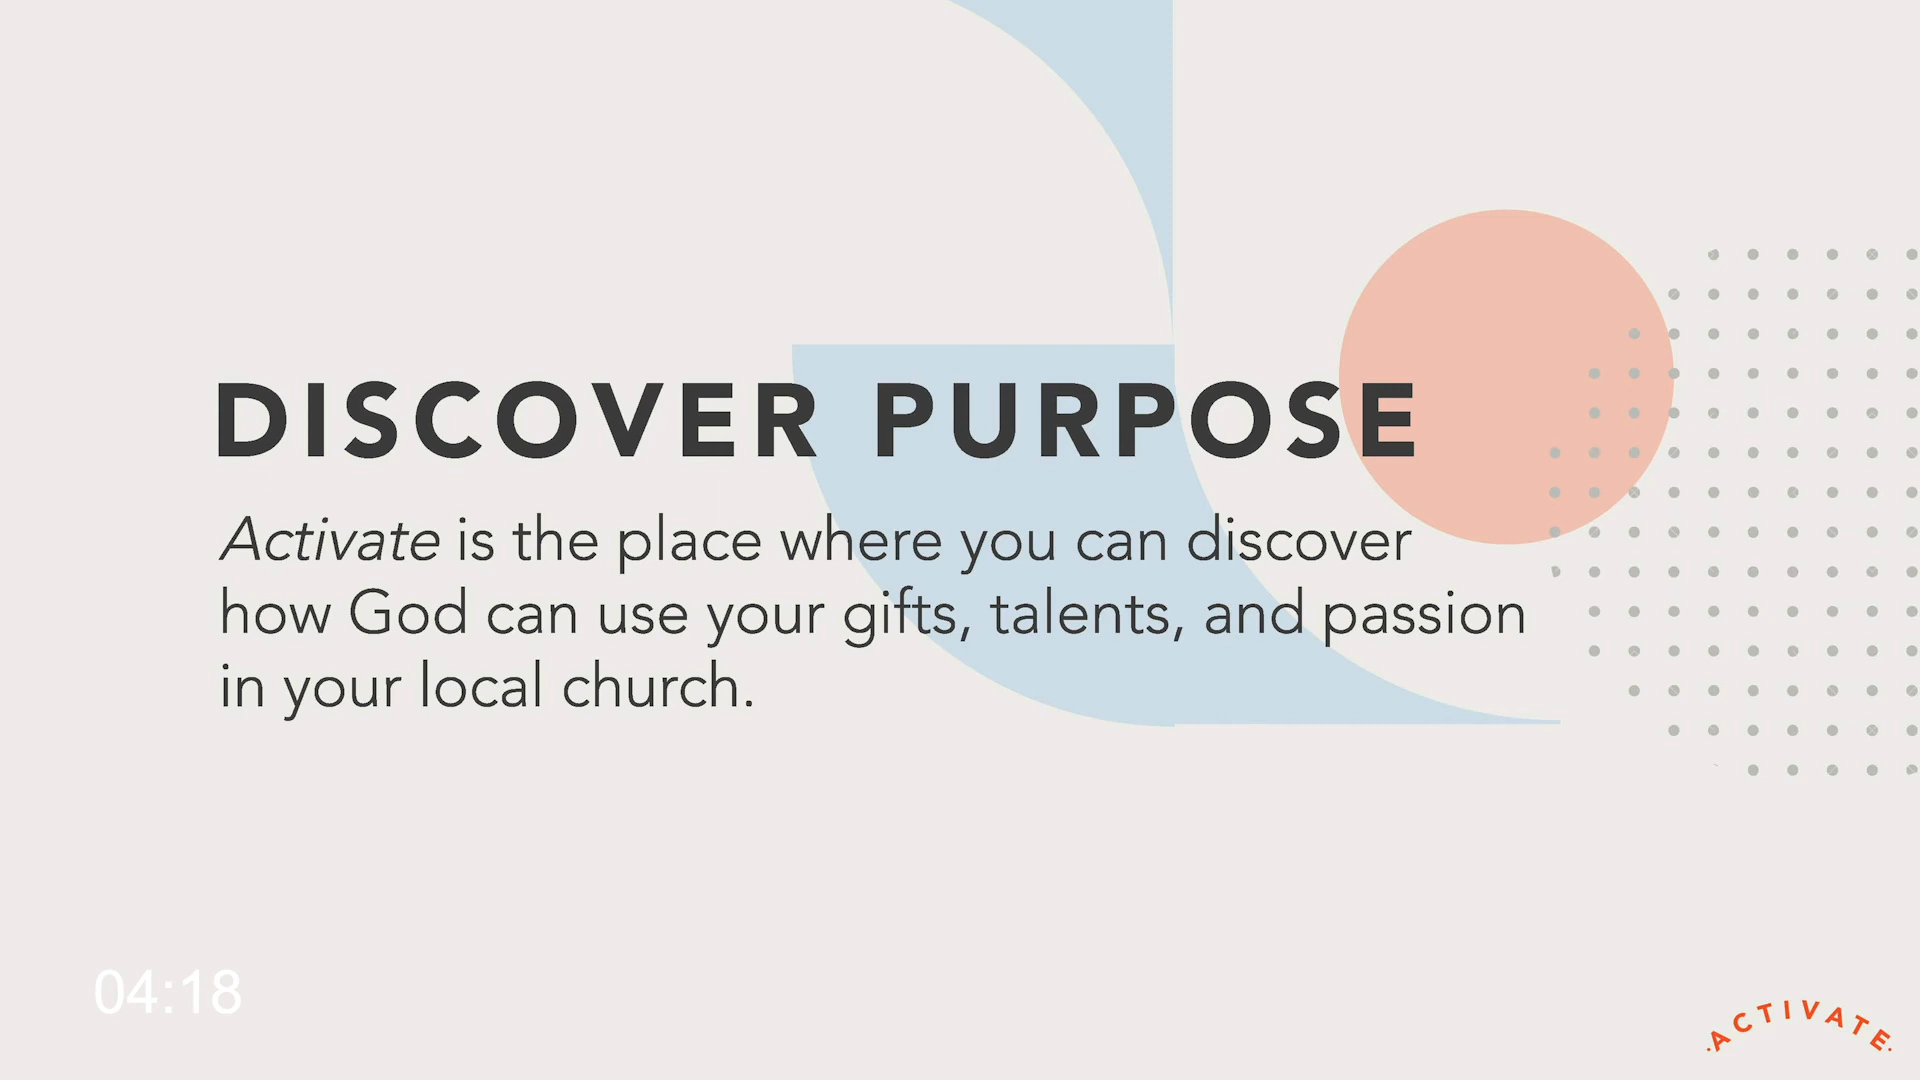 DISCOVER PURPOSE
Activate is the place where you can discover
how God can use your gifts, talents, and passion
in your local church.
04:18
·ACTIVATE·